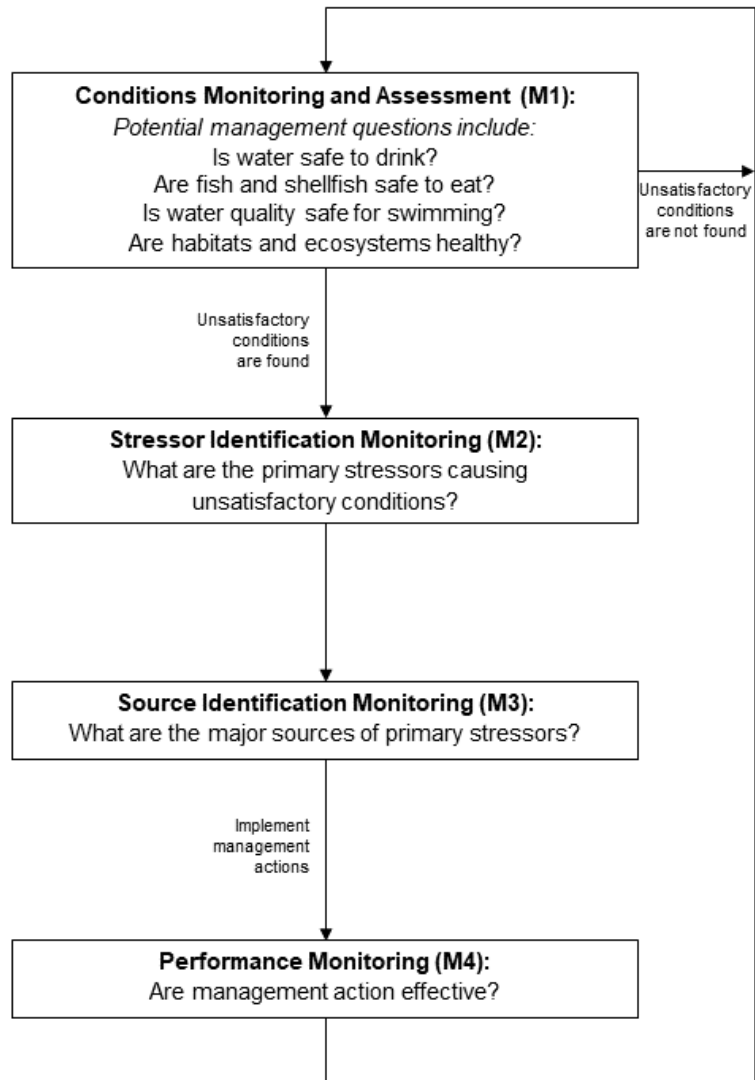 Conditions Monitoring and Assessment (M1):
Potential management questions include:
Is water safe to drink?
Are fish and shellfish safe to eat?
Is water quality safe for swimming?
Are habitats and ecosystems healthy?
Unsatisfactory
conditions
are not found
Unsatisfactory
conditions
are found
Stressor Identification Monitoring (M2):
What are the primary stressors causing
unsatisfactory conditions?
Source Identification Monitoring (M3):
What are the major sources of primary stressors?
Implement
management
actions
Performance Monitoring (M4):
Are management action effective?